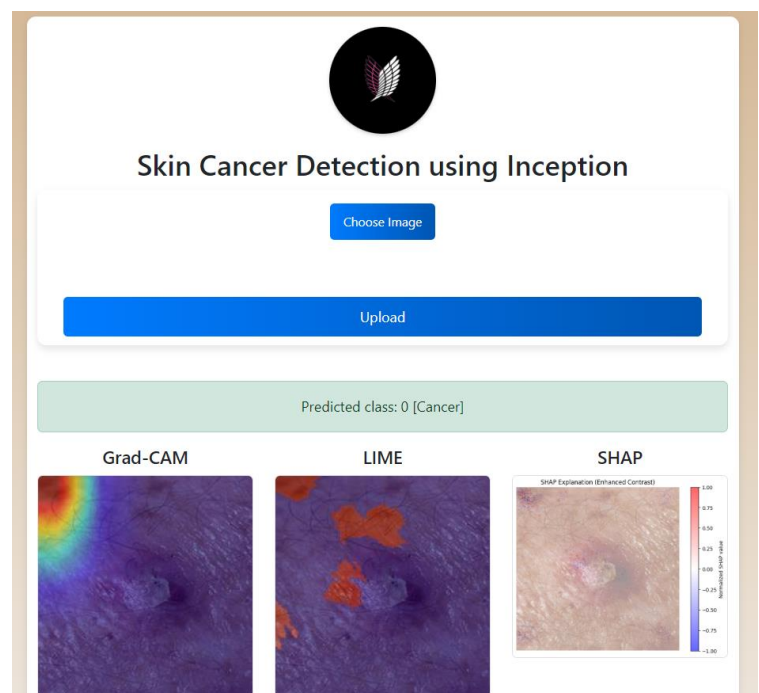 Skin Cancer Detection using Inception
Choose Image
Upload
Predicted class: 0 [Cancer]
Grad-CAM
LIME
SHAP
SHAP Explanation (Enhanced Contrast)
1.00
0.75
0.50
0.25
0.00
−0.25
−0.50
−0.75
−1.00
Normalized SHAP value